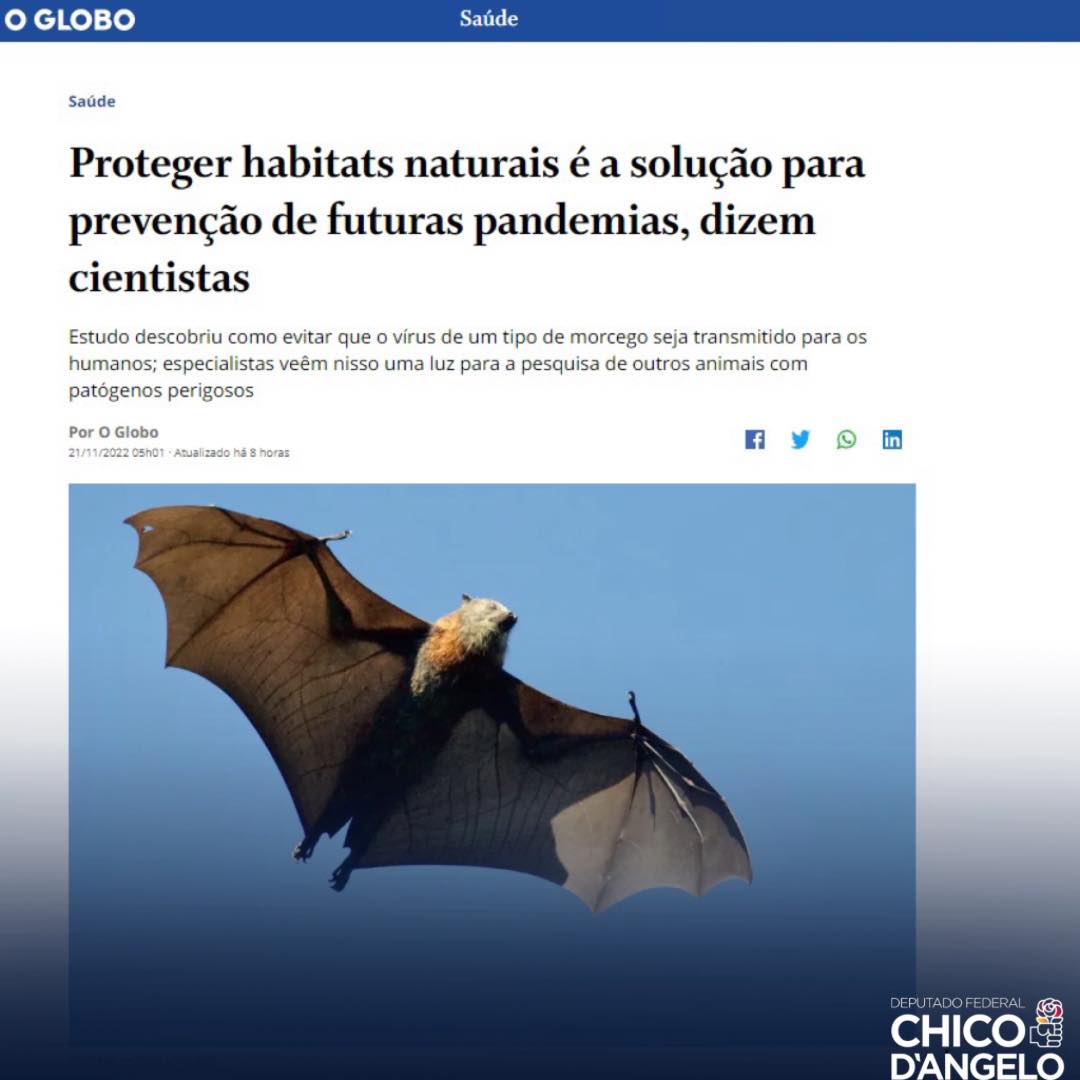 O GLOBO
Saúde
Saúde
Proteger habitats naturais é a solução para
prevenção de futuras pandemias, dizem
cientistas
Estudo descobriu como evitar que o vírus de um tipo de morcego seja transmitido para os
humanos; especialistas veêm nisso uma luz para a pesquisa de outros animais com
patógenos perigosos
Por O Globo
21/11/2022 05h01 · Atualizado há 8 horas
DEPUTADO FEDERAL
CHICO
D'ANGELO